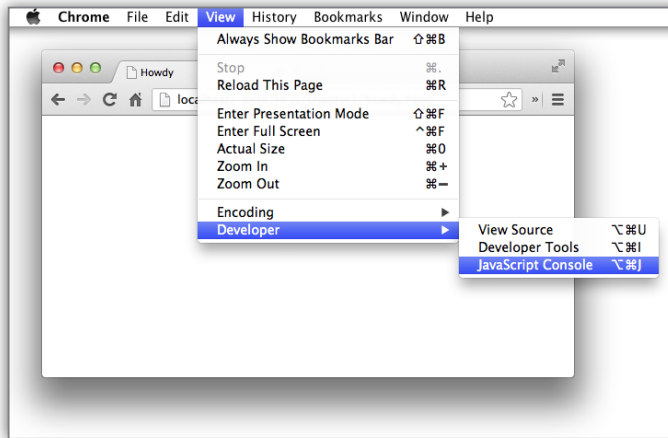 Chrome File Edit View History Bookmarks Window Help
Always Show Bookmarks Bar ⇧⌘B
Stop ⌘.
Reload This Page ⌘R
Enter Presentation Mode ⇧⌘F
Enter Full Screen ^⌘F
Actual Size ⌘0
Zoom In ⌘+
Zoom Out ⌘−
Encoding ▶
Developer ▶
View Source ⌥⌘U
Developer Tools ⌥⌘I
JavaScript Console ⌥⌘J
Howdy
loca
»